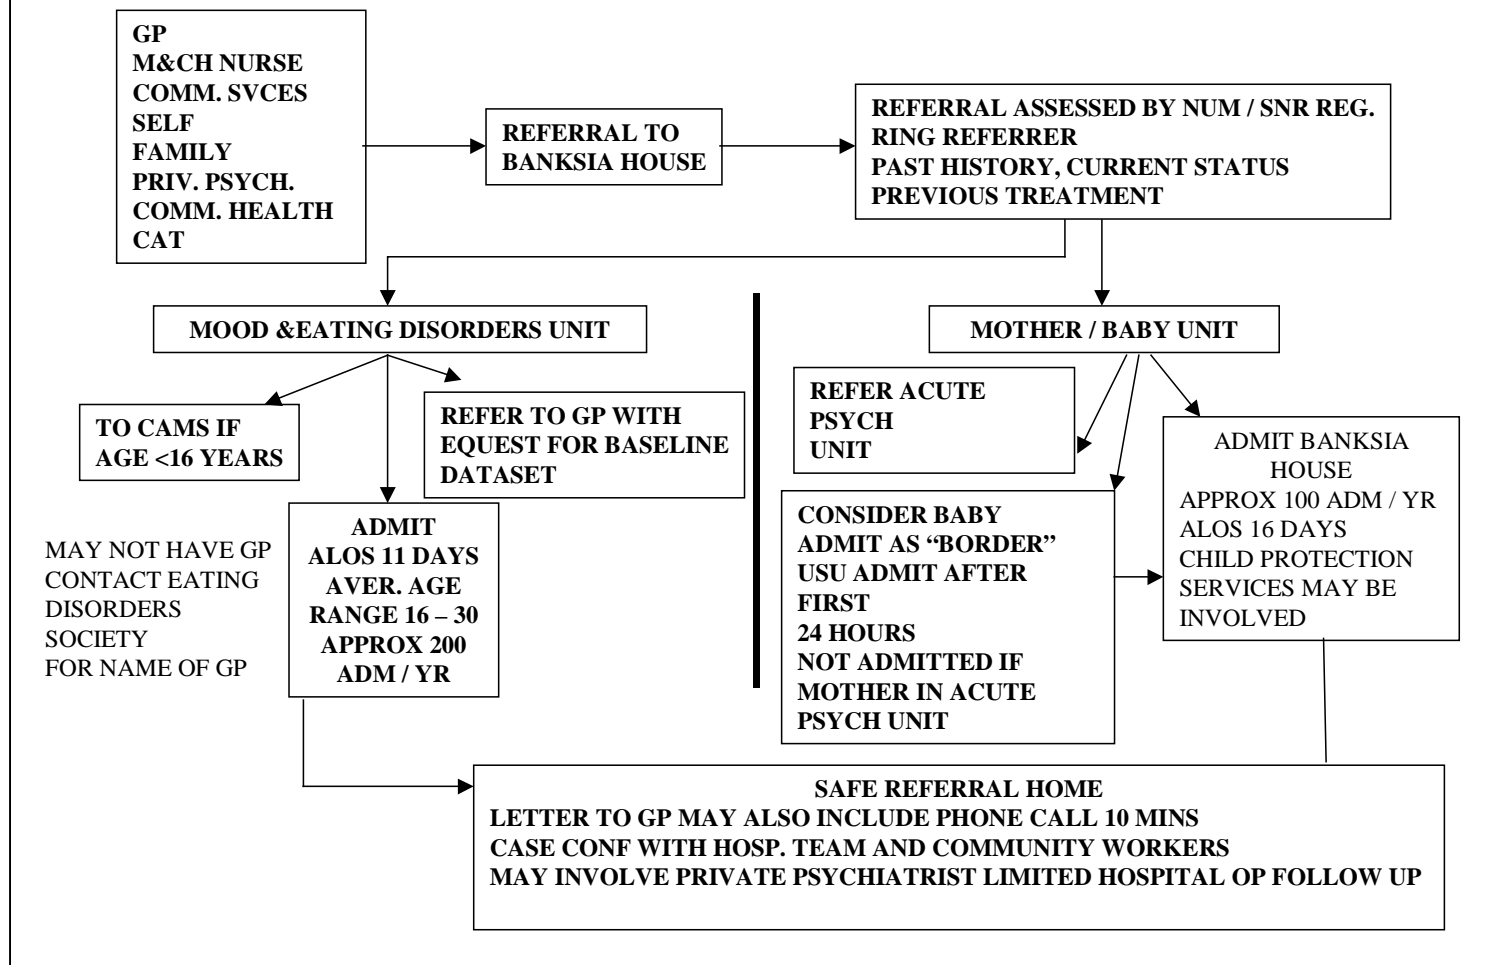 GP
M&CH NURSE
COMM. SVCES
SELF
FAMILY
PRIV. PSYCH.
COMM. HEALTH
CAT
REFERRAL TO
BANKSIA HOUSE
REFERRAL ASSESSED BY NUM / SNR REG.
RING REFERRER
PAST HISTORY, CURRENT STATUS
PREVIOUS TREATMENT
MOOD &EATING DISORDERS UNIT
MOTHER / BABY UNIT
TO CAMS IF
AGE <16 YEARS
REFER TO GP WITH
EQUEST FOR BASELINE
DATASET
MAY NOT HAVE GP
CONTACT EATING
DISORDERS
SOCIETY
FOR NAME OF GP
ADMIT
ALOS 11 DAYS
AVER. AGE
RANGE 16 – 30
APPROX 200
ADM / YR
REFER ACUTE
PSYCH
UNIT
CONSIDER BABY
ADMIT AS “BORDER”
USU ADMIT AFTER
FIRST
24 HOURS
NOT ADMITTED IF
MOTHER IN ACUTE
PSYCH UNIT
ADMIT BANKSIA
HOUSE
APPROX 100 ADM / YR
ALOS 16 DAYS
CHILD PROTECTION
SERVICES MAY BE
INVOLVED
SAFE REFERRAL HOME
LETTER TO GP MAY ALSO INCLUDE PHONE CALL 10 MINS
CASE CONF WITH HOSP. TEAM AND COMMUNITY WORKERS
MAY INVOLVE PRIVATE PSYCHIATRIST LIMITED HOSPITAL OP FOLLOW UP